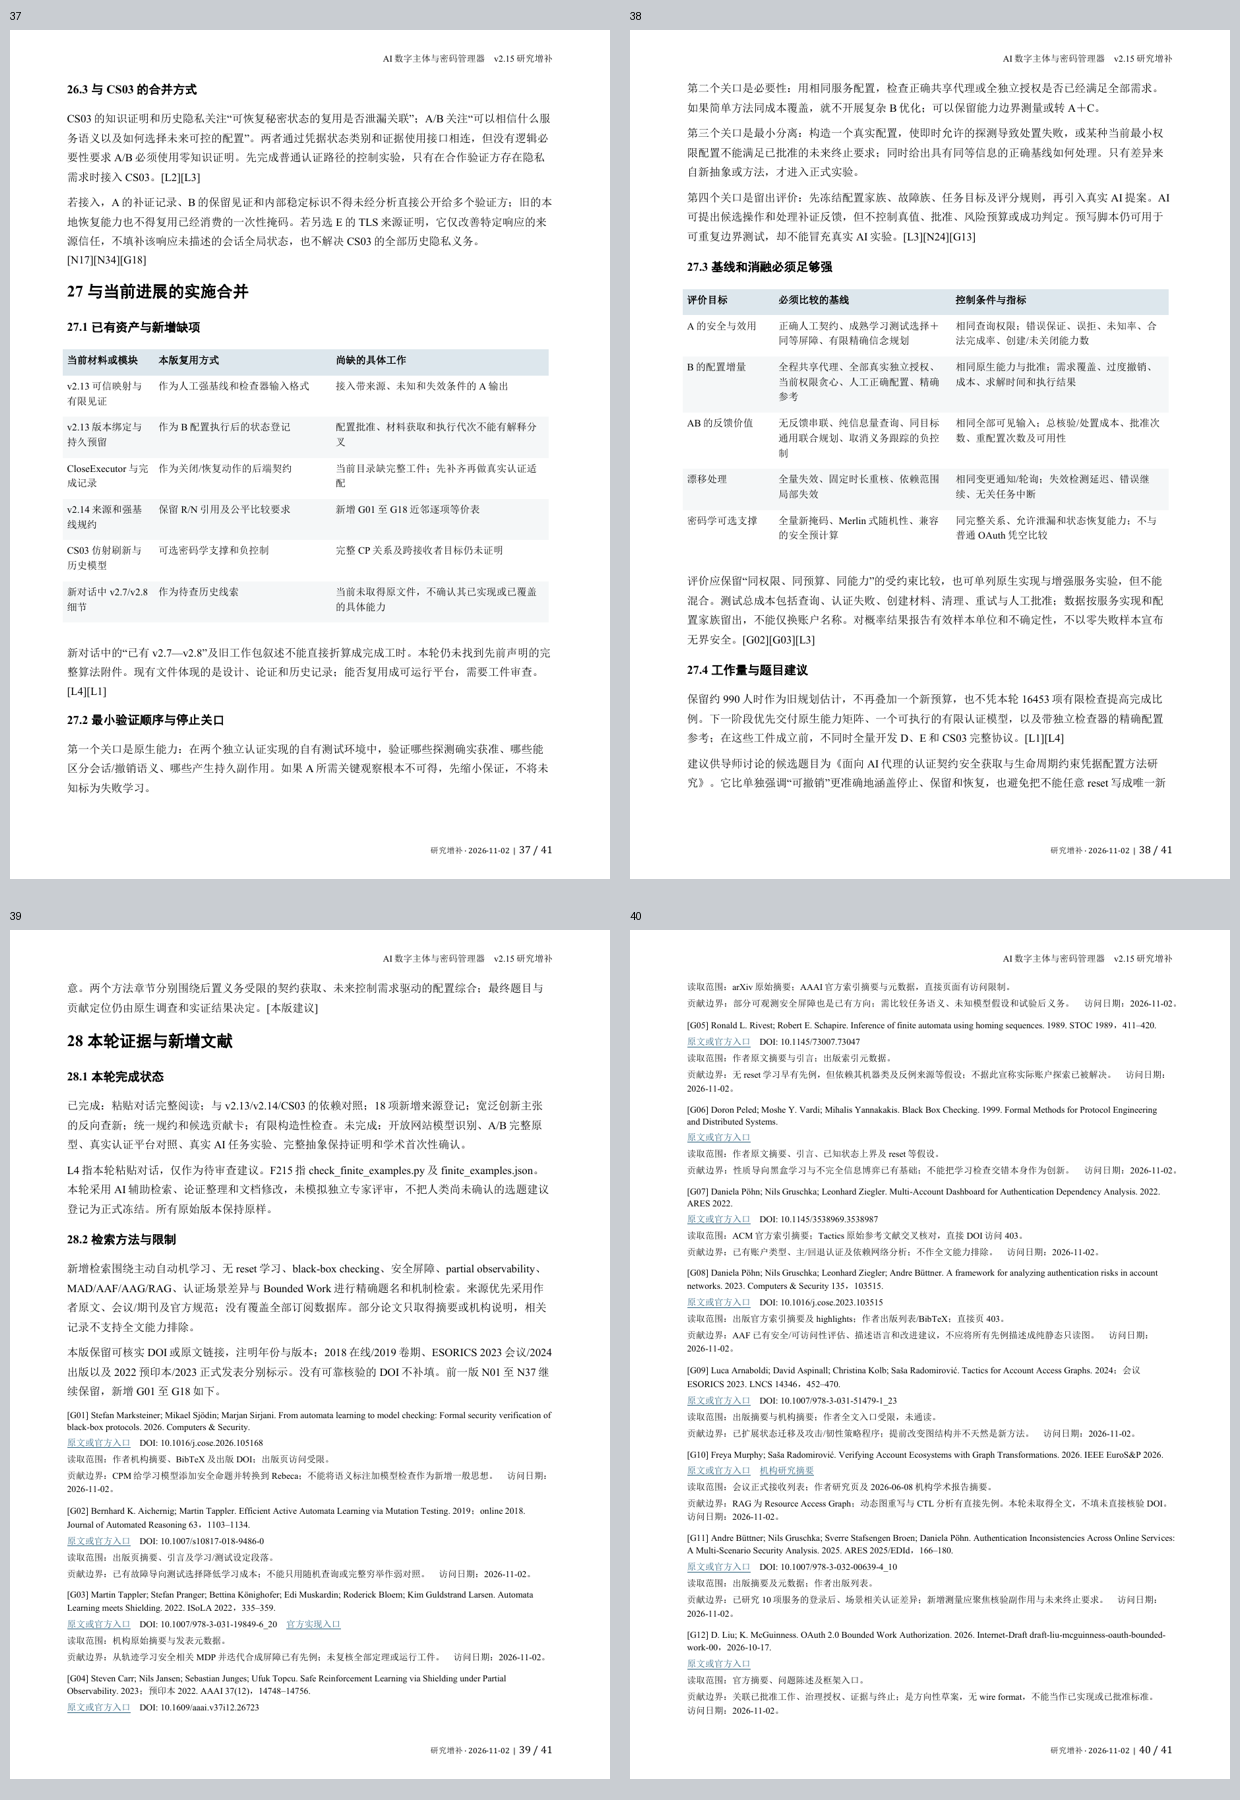 37
AI 数字主体与密码管理器 v2.15 研究增补
26.3 与 CS03 的合并方式
CS03 的知识证明和历史隐私关注“可恢复秘密状态的复用是否泄漏关联”；A/B 关注“可以相信什么服
务语义以及如何选择未来可控的配置”。两者通过凭据状态类别和证据使用接口相连，但没有逻辑必
要性要求 A/B 必须使用零知识证明。先完成普通认证路径的控制实验，只有在合作验证方存在隐私
需求时接入 CS03。[L2][L3]
若接入，A 的补证记录、B 的保留见证和内部稳定标识不得未经分析直接公开给多个验证方；旧的本
地恢复能力也不得复用已经消费的一次性掩码。若另选 E 的 TLS 来源证明，它仅改善特定响应的来
源信任，不填补该响应未描述的会话全局状态，也不解决 CS03 的全部历史隐私义务。
[N17][N34][G18]
27 与当前进展的实施合并
27.1 已有资产与新增缺项
当前材料或模块 本版复用方式 尚缺的具体工作
v2.13 可信映射与 作为人工强基线和检查器输入格式 接入带来源、未知和失效条件的 A 输出
有限见证
v2.13 版本绑定与 作为 B 配置执行后的状态登记 配置批准、材料获取和执行代次不能有解释分
持久预留 叉
CloseExecutor 与完 作为关闭/恢复动作的后端契约 当前目录缺完整工件；先补齐再做真实认证适
成记录 配
v2.14 来源和强基 保留 R/N 引用及公平比较要求 新增 G01 至 G18 近邻逐项等价表
线规约
CS03 仿射刷新与 可选密码学支撑和负控制 完整 CP 关系及跨接收者目标仍未证明
历史模型
新对话中 v2.7/v2.8 作为待查历史线索 当前未取得原文件，不确认其已实现或已覆盖
细节 的具体能力
新对话中的“已有 v2.7—v2.8”及旧工作包叙述不能直接折算成完成工时。本轮仍未找到先前声明的完
整算法附件。现有文件体现的是设计、论证和历史记录；能否复用成可运行平台，需要工件审查。
[L4][L1]
27.2 最小验证顺序与停止关口
第一个关口是原生能力：在两个独立认证实现的自有测试环境中，验证哪些探测确实获准、哪些能
区分会话/撤销语义、哪些产生持久副作用。如果 A 所需关键观察根本不可得，先缩小保证，不将未
知标为失败学习。
研究增补 · 2026-11-02 | 37 / 41
38
AI 数字主体与密码管理器 v2.15 研究增补
第二个关口是必要性：用相同服务配置，检查正确共享代理或全独立授权是否已经满足全部需求。
如果简单方法同成本覆盖，就不开展复杂 B 优化；可以保留能力边界测量或转 A＋C。
第三个关口是最小分离：构造一个真实配置，使即时允许的探测导致处置失败，或某种当前最小权
限配置不能满足已批准的未来终止要求；同时给出具有同等信息的正确基线如何处理。只有差异来
自新抽象或方法，才进入正式实验。
第四个关口是留出评价：先冻结配置家族、故障族、任务目标及评分规则，再引入真实 AI 提案。AI
可提出候选操作和处理补证反馈，但不控制真值、批准、风险预算或成功判定。预写脚本仍可用于
可重复边界测试，却不能冒充真实 AI 实验。[L3][N24][G13]
27.3 基线和消融必须足够强
评价目标 必须比较的基线 控制条件与指标
A 的安全与效用 正确人工契约、成熟学习测试选择＋ 相同查询权限；错误保证、误拒、未知率、合
同等屏障、有限精确信念规划 法完成率、创建/未关闭能力数
B 的配置增量 全程共享代理、全部真实独立授权、 相同原生能力与批准；需求覆盖、过度撤销、
当前权限贪心、人工正确配置、精确 成本、求解时间和执行结果
参考
AB 的反馈价值 无反馈串联、纯信息量查询、同目标 相同全部可见输入；总核验/处置成本、批准次
通用联合规划、取消义务跟踪的负控 数、重配置次数及可用性
制
漂移处理 全量失效、固定时长重核、依赖范围 相同变更通知/轮询；失效检测延迟、错误继
局部失效 续、无关任务中断
密码学可选支撑 全量新掩码、Merlin 式随机性、兼容 同完整关系、允许泄漏和状态恢复能力；不与
的安全预计算 普通 OAuth 凭空比较
评价应保留“同权限、同预算、同能力”的受约束比较，也可单列原生实现与增强服务实验，但不能
混合。测试总成本包括查询、认证失败、创建材料、清理、重试与人工批准；数据按服务实现和配
置家族留出，不能仅换账户名称。对概率结果报告有效样本单位和不确定性，不以零失败样本宣布
无界安全。[G02][G03][L3]
27.4 工作量与题目建议
保留约 990 人时作为旧规划估计，不再叠加一个新预算，也不凭本轮 16453 项有限检查提高完成比
例。下一阶段优先交付原生能力矩阵、一个可执行的有限认证模型，以及带独立检查器的精确配置
参考；在这些工件成立前，不同时全量开发 D、E 和 CS03 完整协议。[L1][L4]
建议供导师讨论的候选题目为《面向 AI 代理的认证契约安全获取与生命周期约束凭据配置方法研
究》。它比单独强调“可撤销”更准确地涵盖停止、保留和恢复，也避免把不能任意 reset 写成唯一新
研究增补 · 2026-11-02 | 38 / 41
39
AI 数字主体与密码管理器 v2.15 研究增补
意。两个方法章节分别围绕后置义务受限的契约获取、未来控制需求驱动的配置综合；最终题目与
贡献定位仍由原生调查和实证结果决定。[本版建议]
28 本轮证据与新增文献
28.1 本轮完成状态
已完成：粘贴对话完整阅读；与 v2.13/v2.14/CS03 的依赖对照；18 项新增来源登记；宽泛创新主张
的反向查新；统一规约和候选贡献卡；有限构造性检查。未完成：开放网站模型识别、A/B 完整原
型、真实认证平台对照、真实 AI 任务实验、完整抽象保持证明和学术首次性确认。
L4 指本轮粘贴对话，仅作为待审查建议。F215 指 check_finite_examples.py 及 finite_examples.json。
本轮采用 AI 辅助检索、论证整理和文档修改，未模拟独立专家评审，不把人类尚未确认的选题建议
登记为正式冻结。所有原始版本保持原样。
28.2 检索方法与限制
新增检索围绕主动自动机学习、无 reset 学习、black-box checking、安全屏障、partial observability、
MAD/AAF/AAG/RAG、认证场景差异与 Bounded Work 进行精确题名和机制检索。来源优先采用作
者原文、会议/期刊及官方规范；没有覆盖全部订阅数据库。部分论文只取得摘要或机构说明，相关
记录不支持全文能力排除。
本版保留可核实 DOI 或原文链接，注明年份与版本；2018 在线/2019 卷期、ESORICS 2023 会议/2024
出版以及 2022 预印本/2023 正式发表分别标示。没有可靠核验的 DOI 不补填。前一版 N01 至 N37 继
续保留，新增 G01 至 G18 如下。
[G01] Stefan Marksteiner; Mikael Sjödin; Marjan Sirjani. From automata learning to model checking: Formal security verification of
black-box protocols. 2026. Computers & Security.
原文或官方入口 DOI: 10.1016/j.cose.2026.105168
读取范围：作者机构摘要、BibTeX 及出版 DOI；出版页访问受限。
贡献边界：CPM 给学习模型添加安全命题并转换到 Rebeca；不能将语义标注加模型检查作为新增一般思想。 访问日期：
2026-11-02。
[G02] Bernhard K. Aichernig; Martin Tappler. Efficient Active Automata Learning via Mutation Testing. 2019；online 2018.
Journal of Automated Reasoning 63，1103–1134.
原文或官方入口 DOI: 10.1007/s10817-018-9486-0
读取范围：出版页摘要、引言及学习/测试设定段落。
贡献边界：已有故障导向测试选择降低学习成本；不能只用随机查询或完整穷举作弱对照。 访问日期：2026-11-02。
[G03] Martin Tappler; Stefan Pranger; Bettina Könighofer; Edi Muskardin; Roderick Bloem; Kim Guldstrand Larsen. Automata
Learning meets Shielding. 2022. ISoLA 2022，335–359.
原文或官方入口 DOI: 10.1007/978-3-031-19849-6_20 官方实现入口
读取范围：机构原始摘要与发表元数据。
贡献边界：从轨迹学习安全相关 MDP 并迭代合成屏障已有先例；未复核全部定理或运行工件。 访问日期：2026-11-02。
[G04] Steven Carr; Nils Jansen; Sebastian Junges; Ufuk Topcu. Safe Reinforcement Learning via Shielding under Partial
Observability. 2023；预印本 2022. AAAI 37(12)，14748–14756.
原文或官方入口 DOI: 10.1609/aaai.v37i12.26723
研究增补 · 2026-11-02 | 39 / 41
40
AI 数字主体与密码管理器 v2.15 研究增补
读取范围：arXiv 原始摘要；AAAI 官方索引摘要与元数据，直接页面有访问限制。
贡献边界：部分可观测安全屏障也是已有方向；需比较任务语义、未知模型假设和试验后义务。 访问日期：2026-11-02。
[G05] Ronald L. Rivest; Robert E. Schapire. Inference of finite automata using homing sequences. 1989. STOC 1989，411–420.
原文或官方入口 DOI: 10.1145/73007.73047
读取范围：作者原文摘要与引言；出版索引元数据。
贡献边界：无 reset 学习早有先例，但依赖其机器类及反例来源等假设；不据此宣称实际账户探索已被解决。 访问日期：
2026-11-02。
[G06] Doron Peled; Moshe Y. Vardi; Mihalis Yannakakis. Black Box Checking. 1999. Formal Methods for Protocol Engineering
and Distributed Systems.
原文或官方入口
读取范围：作者原文摘要、引言、已知状态上界及 reset 等假设。
贡献边界：性质导向黑盒学习与不完全信息博弈已有基础；不能把学习检查交错本身作为创新。 访问日期：2026-11-02。
[G07] Daniela Pöhn; Nils Gruschka; Leonhard Ziegler. Multi-Account Dashboard for Authentication Dependency Analysis. 2022.
ARES 2022.
原文或官方入口 DOI: 10.1145/3538969.3538987
读取范围：ACM 官方索引摘要；Tactics 原始参考文献交叉核对，直接 DOI 访问 403。
贡献边界：已有账户类型、主/回退认证及依赖网络分析；不作全文能力排除。 访问日期：2026-11-02。
[G08] Daniela Pöhn; Nils Gruschka; Leonhard Ziegler; Andre Büttner. A framework for analyzing authentication risks in account
networks. 2023. Computers & Security 135，103515.
原文或官方入口 DOI: 10.1016/j.cose.2023.103515
读取范围：出版官方索引摘要及 highlights；作者出版列表/BibTeX；直接页 403。
贡献边界：AAF 已有安全/可访问性评估、描述语言和改进建议，不应将所有先例描述成纯静态只读图。 访问日期：
2026-11-02。
[G09] Luca Arnaboldi; David Aspinall; Christina Kolb; Saša Radomirović. Tactics for Account Access Graphs. 2024；会议
ESORICS 2023. LNCS 14346，452–470.
原文或官方入口 DOI: 10.1007/978-3-031-51479-1_23
读取范围：出版摘要与机构摘要；作者全文入口受限，未通读。
贡献边界：已扩展状态迁移及攻击/韧性策略程序；提前改变图结构并不天然是新方法。 访问日期：2026-11-02。
[G10] Freya Murphy; Saša Radomirović. Verifying Account Ecosystems with Graph Transformations. 2026. IEEE EuroS&P 2026.
原文或官方入口 机构研究摘要
读取范围：会议正式接收列表；作者研究页及 2026-06-08 机构学术报告摘要。
贡献边界：RAG 为 Resource Access Graph；动态图重写与 CTL 分析有直接先例。本轮未取得全文，不填未直接核验 DOI。
访问日期：2026-11-02。
[G11] Andre Büttner; Nils Gruschka; Sverre Stafsengen Broen; Daniela Pöhn. Authentication Inconsistencies Across Online Services:
A Multi-Scenario Security Analysis. 2025. ARES 2025/EDId，166–180.
原文或官方入口 DOI: 10.1007/978-3-032-00639-4_10
读取范围：出版摘要及元数据；作者出版列表。
贡献边界：已研究 10 项服务的登录后、场景相关认证差异；新增测量应聚焦核验副作用与未来终止要求。 访问日期：
2026-11-02。
[G12] D. Liu; K. McGuinness. OAuth 2.0 Bounded Work Authorization. 2026. Internet-Draft draft-liu-mcguinness-oauth-bounded-
work-00，2026-10-17.
原文或官方入口
读取范围：官方摘要、问题陈述及框架入口。
贡献边界：关联已批准工作、治理授权、证据与终止；是方向性草案，无 wire format，不能当作已实现或已批准标准。
访问日期：2026-11-02。
研究增补 · 2026-11-02 | 40 / 41